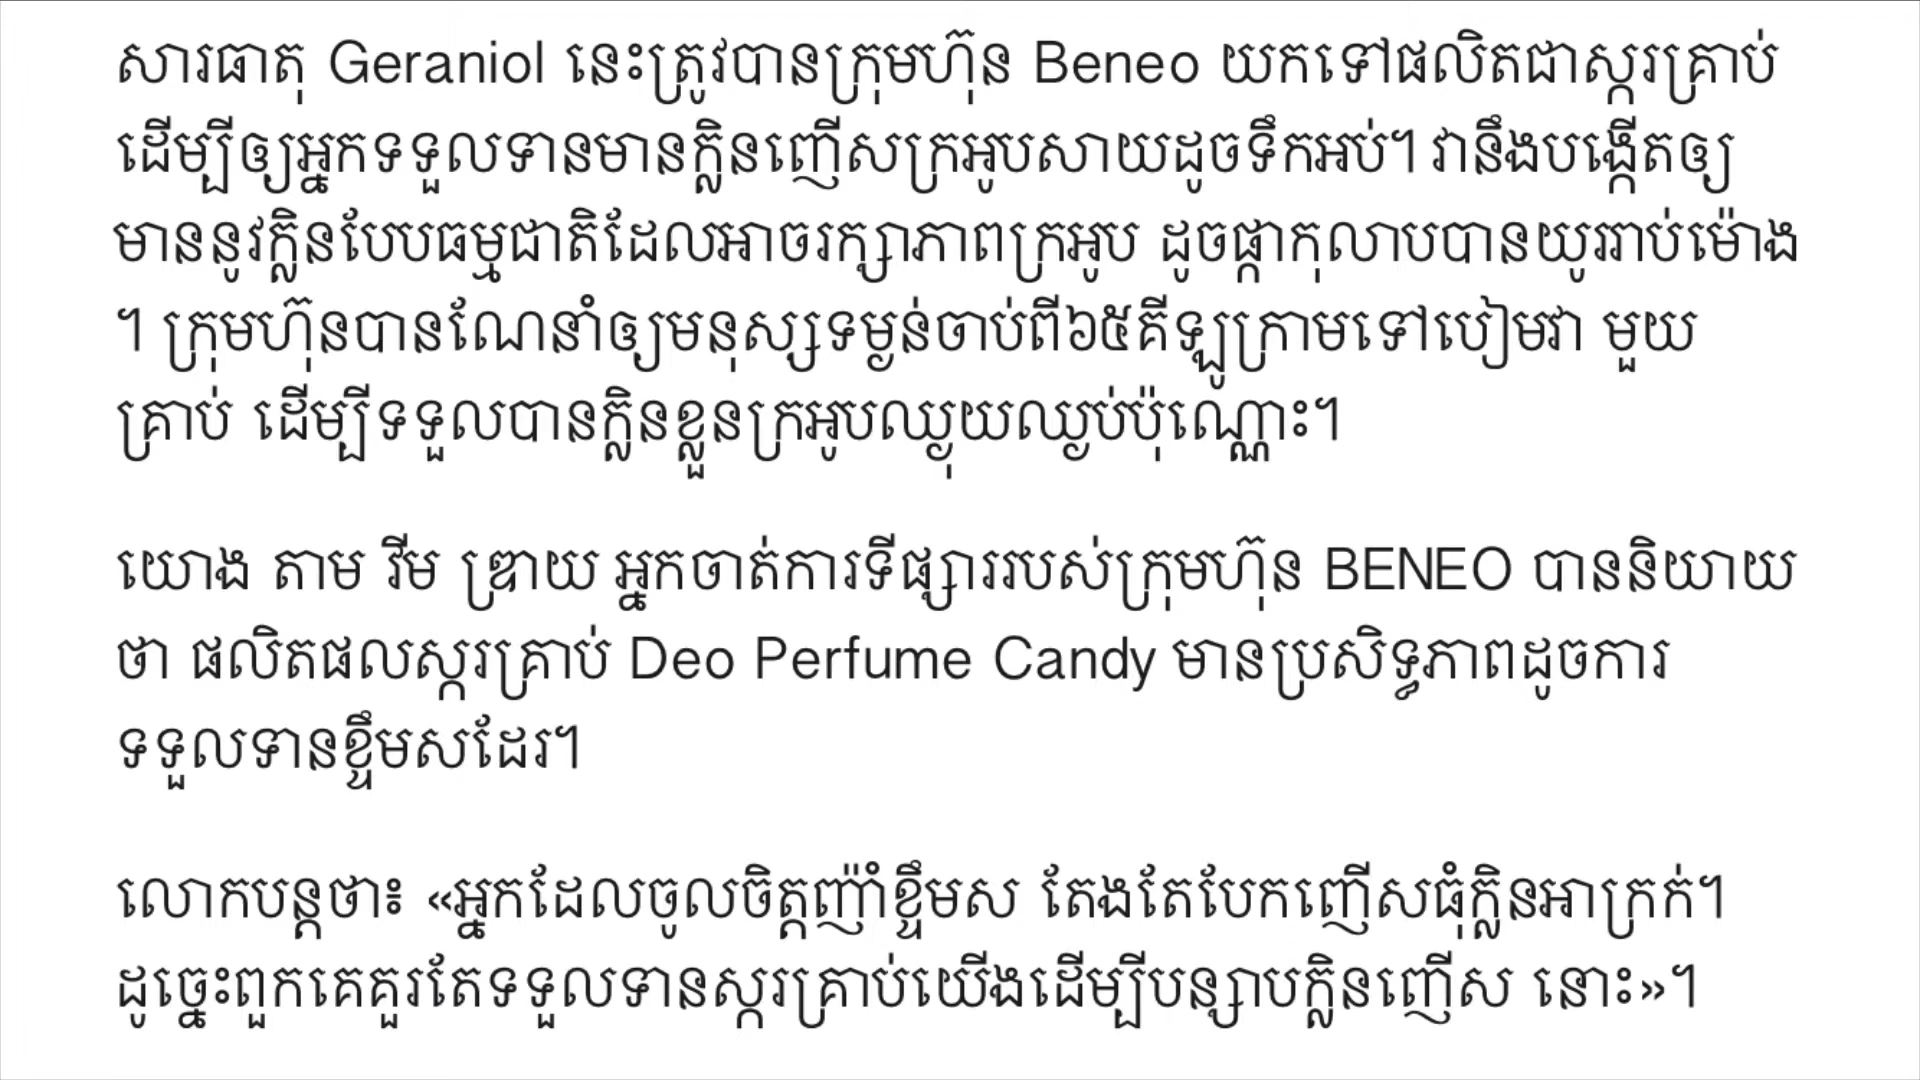 សារធាតុ Geraniol នេះត្រូវបានក្រុមហ៊ុន Beneo យកទៅផលិតជាស្ករគ្រាប់
ដើម្បីឲ្យអ្នកទទួលទានមានក្លិនញើសក្រអូបសាយដូចទឹកអប់។ វានឹងបង្កើតឲ្យ
មាននូវក្លិនបែបធម្មជាតិដែលអាចរក្សាភាពក្រអូប ដូចផ្កាកុលាបបានយូររាប់ម៉ោង
។ ក្រុមហ៊ុនបានណែនាំឲ្យមនុស្សទម្ងន់ចាប់ពី៦៥គីឡូក្រាមទៅបៀមវា មួយ
គ្រាប់ ដើម្បីទទួលបានក្លិនខ្លួនក្រអូបឈ្ងុយឈ្ងប់ប៉ុណ្ណោះ។
យោង តាម វីម ឌ្រាយ អ្នកចាត់ការទីផ្សាររបស់ក្រុមហ៊ុន BENEO បាននិយាយ
ថា ផលិតផលស្ករគ្រាប់ Deo Perfume Candy មានប្រសិទ្ធភាពដូចការ
ទទួលទានខ្ទឹមសដែរ។
លោកបន្តថា៖ «អ្នកដែលចូលចិត្តញ៉ាំខ្ទឹមស តែងតែបែកញើសធុំក្លិនអាក្រក់។
ដូច្នេះពួកគេគួរតែទទួលទានស្ករគ្រាប់យើងដើម្បីបន្សាបក្លិនញើស នោះ»។